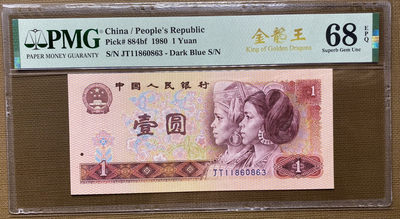 PMG
PAPER MONEY GUARANTY
China / People's Republic
Pick# 884bf 1980 1 Yuan
S/N JT11860863 - Dark Blue S/N
金龍王
King of Golden Dragons
68 EPQ
Superb Gem Unc
中国人民银行
1
壹圆
JT11860863
1
1